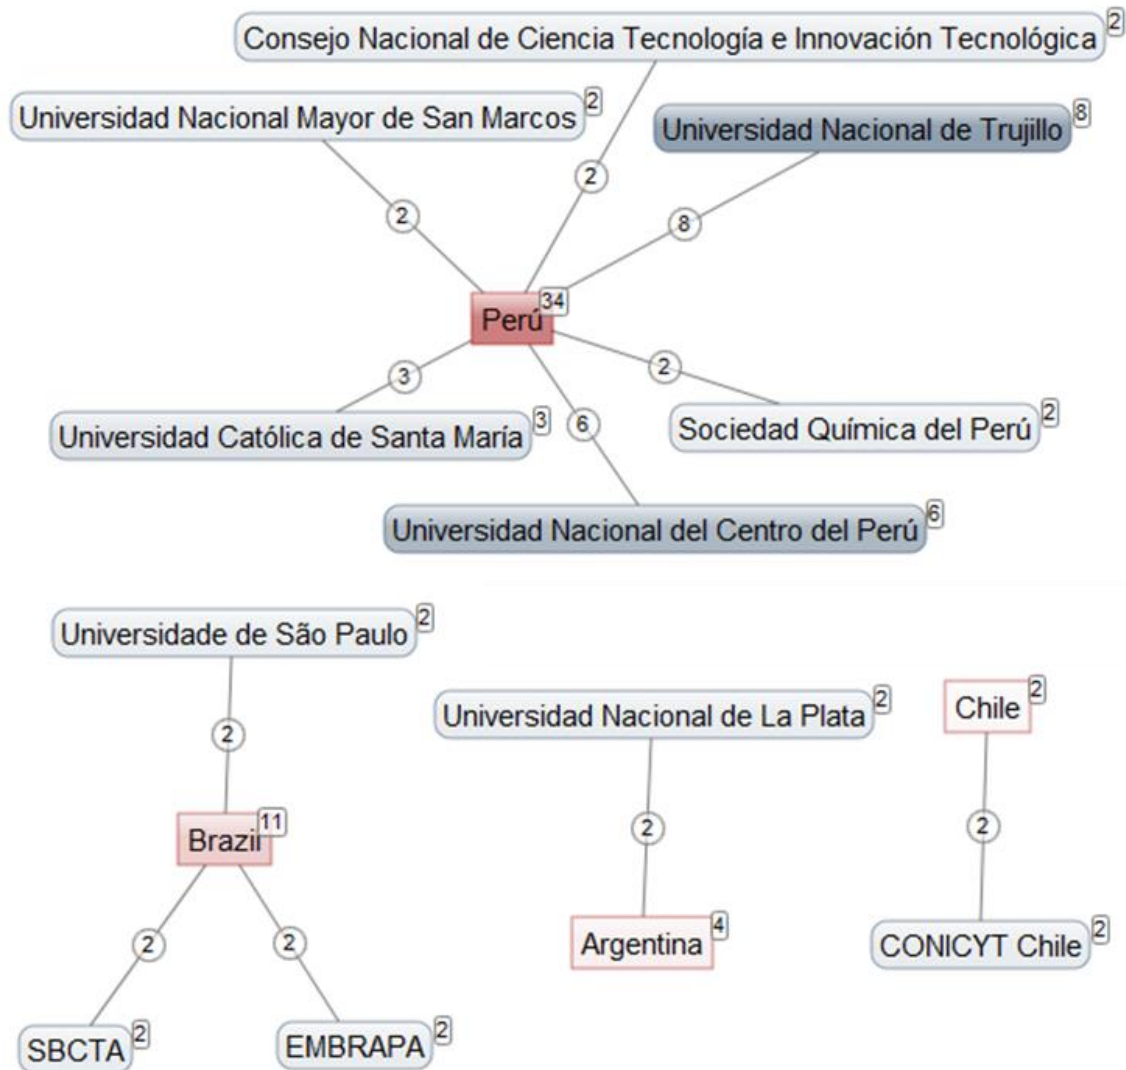 Consejo Nacional de Ciencia Tecnología e Innovación Tecnológica 2
Universidad Nacional Mayor de San Marcos 2
Universidad Nacional de Trujillo 8
2
2
8
Perú 34
3
2
6
Universidad Católica de Santa María 3
Sociedad Química del Perú 2
Universidad Nacional del Centro del Perú 6
Universidade de São Paulo 2
2
Brazil 11
2
2
SBCTA 2
EMBRAPA 2
Universidad Nacional de La Plata 2
2
Argentina 4
Chile 2
2
CONICYT Chile 2